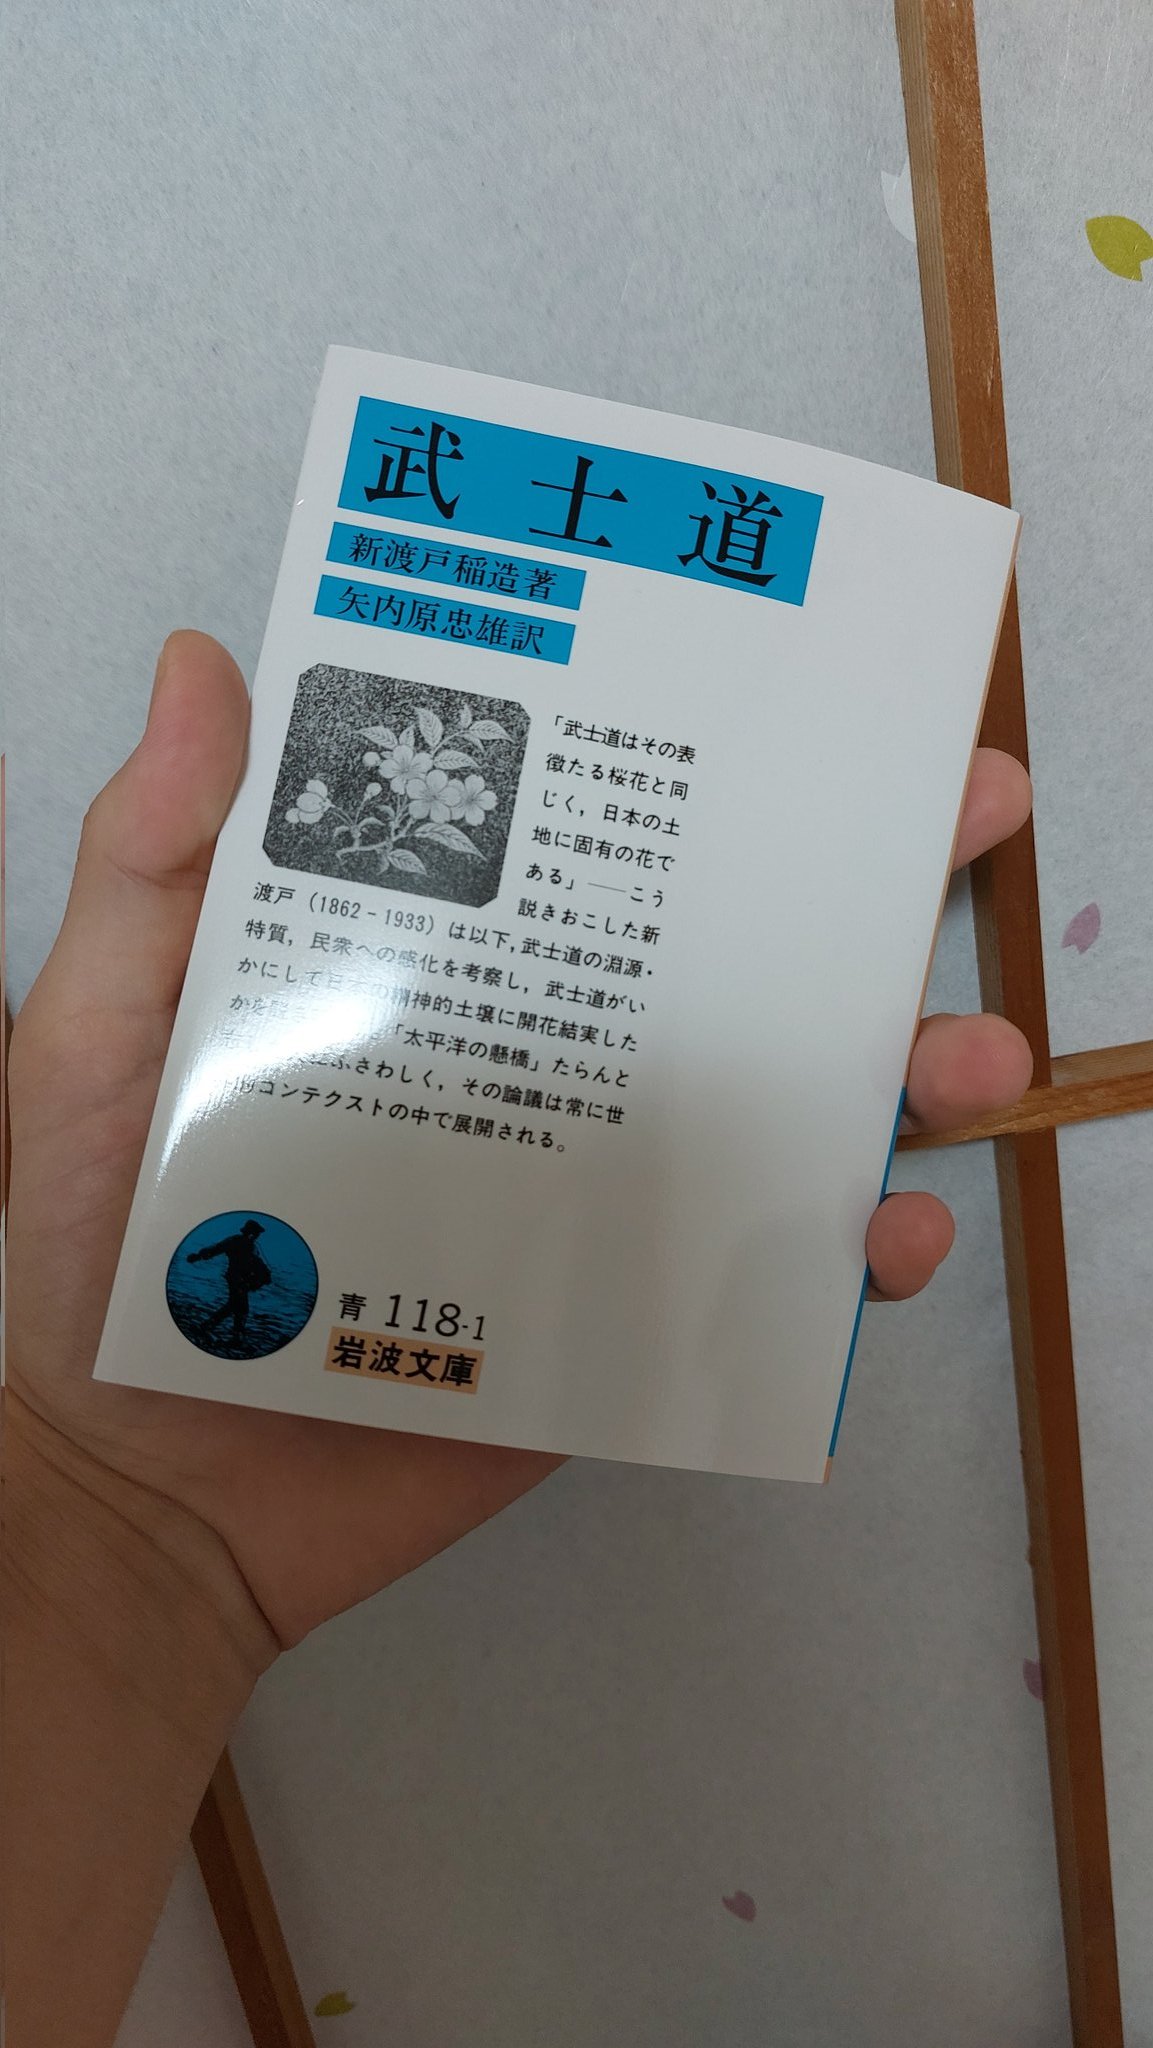 武士道
新渡戸稲造著
矢内原忠雄訳
「武士道はその表
徴たる桜花と同
じく，日本の土
地に固有の花で
ある」――こう
説きおこした新
渡戸（1862‐1933）は以下，武士道の淵源・
特質，民衆への感化を考察し，武士道がい
かにして日本の精神的土壌に開花結実した
かを「太平洋の懸橋」たらんと
ふさわしく，その論議は常に世
コンテクストの中で展開される。
青 118-1
岩波文庫